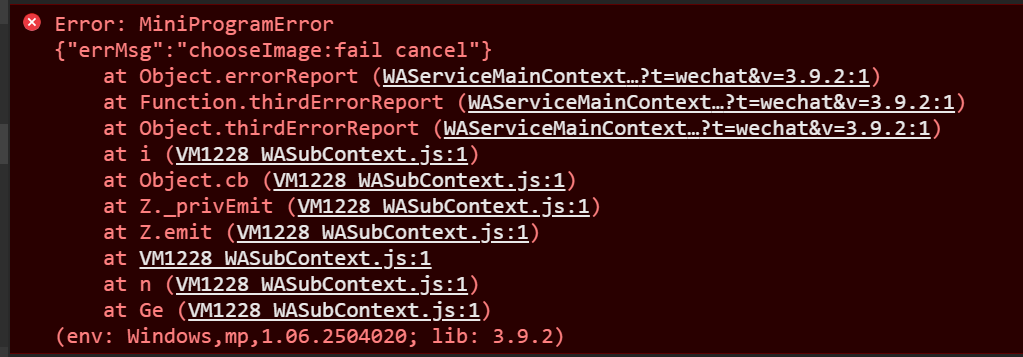 Error: MiniProgramError
{"errMsg":"chooseImage:fail cancel"}
at Object.errorReport (WAServiceMainContext…?t=wechat&v=3.9.2:1)
at Function.thirdErrorReport (WAServiceMainContext…?t=wechat&v=3.9.2:1)
at Object.thirdErrorReport (WAServiceMainContext…?t=wechat&v=3.9.2:1)
at i (VM1228 WASubContext.js:1)
at Object.cb (VM1228 WASubContext.js:1)
at Z._privEmit (VM1228 WASubContext.js:1)
at Z.emit (VM1228 WASubContext.js:1)
at VM1228 WASubContext.js:1
at n (VM1228 WASubContext.js:1)
at Ge (VM1228 WASubContext.js:1)
(env: Windows,mp,1.06.2504020; lib: 3.9.2)